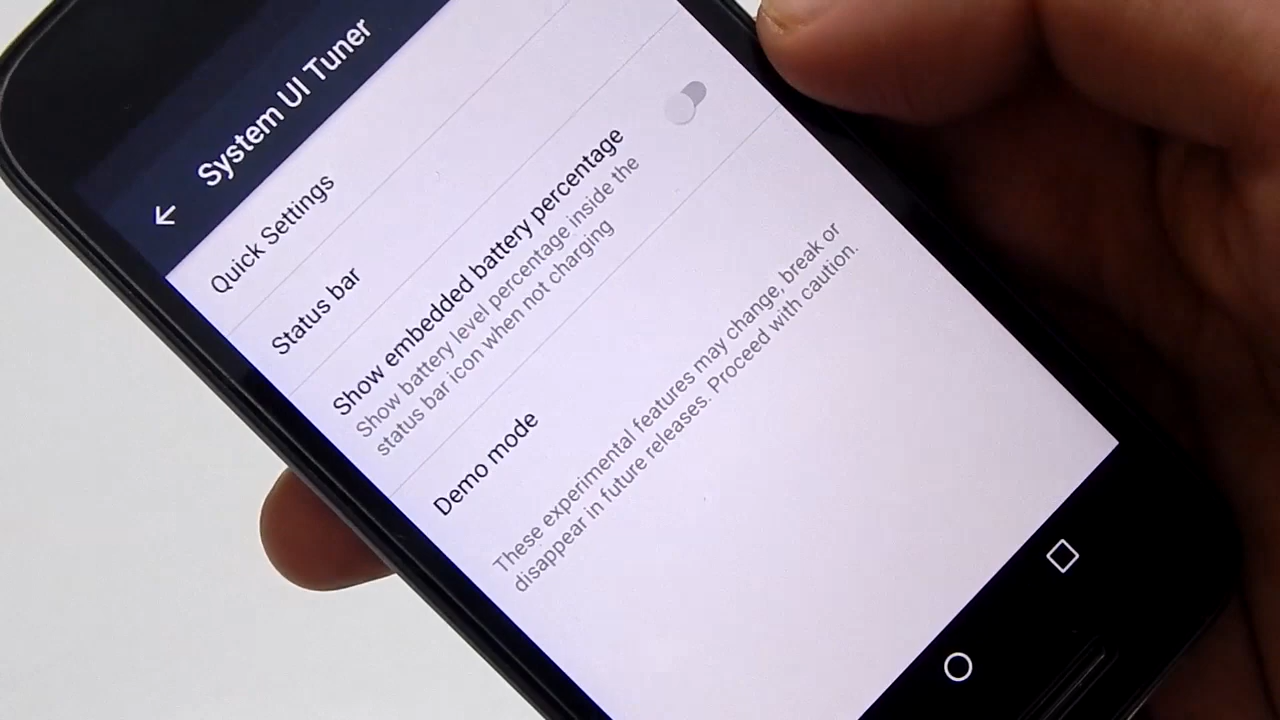 System UI Tuner
Quick Settings
Status bar
Show embedded battery percentage
Show battery level percentage inside the
status bar icon when not charging
Demo mode
These experimental features may change, break or
disappear in future releases. Proceed with caution.